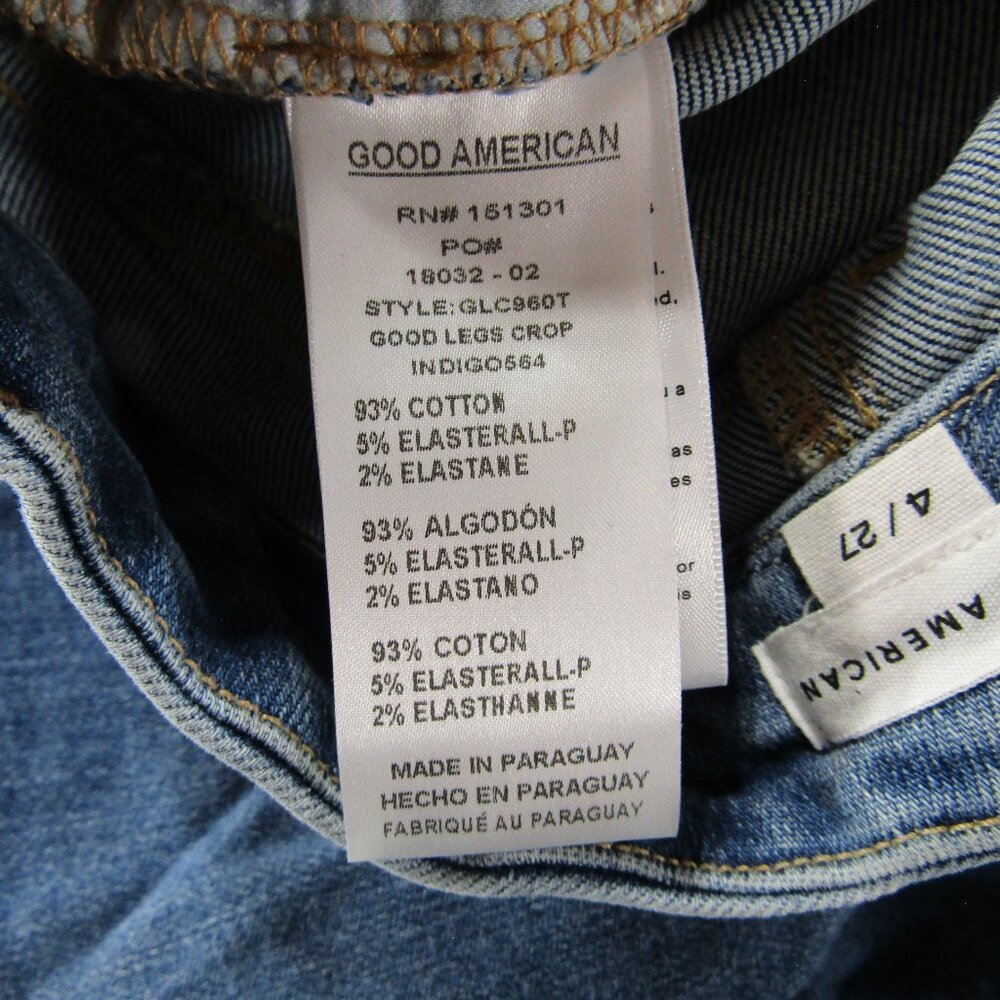 GOOD AMERICAN
RN# 151301
PO#
18032 - 02
STYLE:GLC960T
GOOD LEGS CROP
INDIGO564
93% COTTON
5% ELASTERALL-P
2% ELASTANE
93% ALGODÓN
5% ELASTERALL-P
2% ELASTANO
93% COTON
5% ELASTERALL-P
2% ELASTHANNE
MADE IN PARAGUAY
HECHO EN PARAGUAY
FABRIQUÉ AU PARAGUAY
4/27
AMERICAN